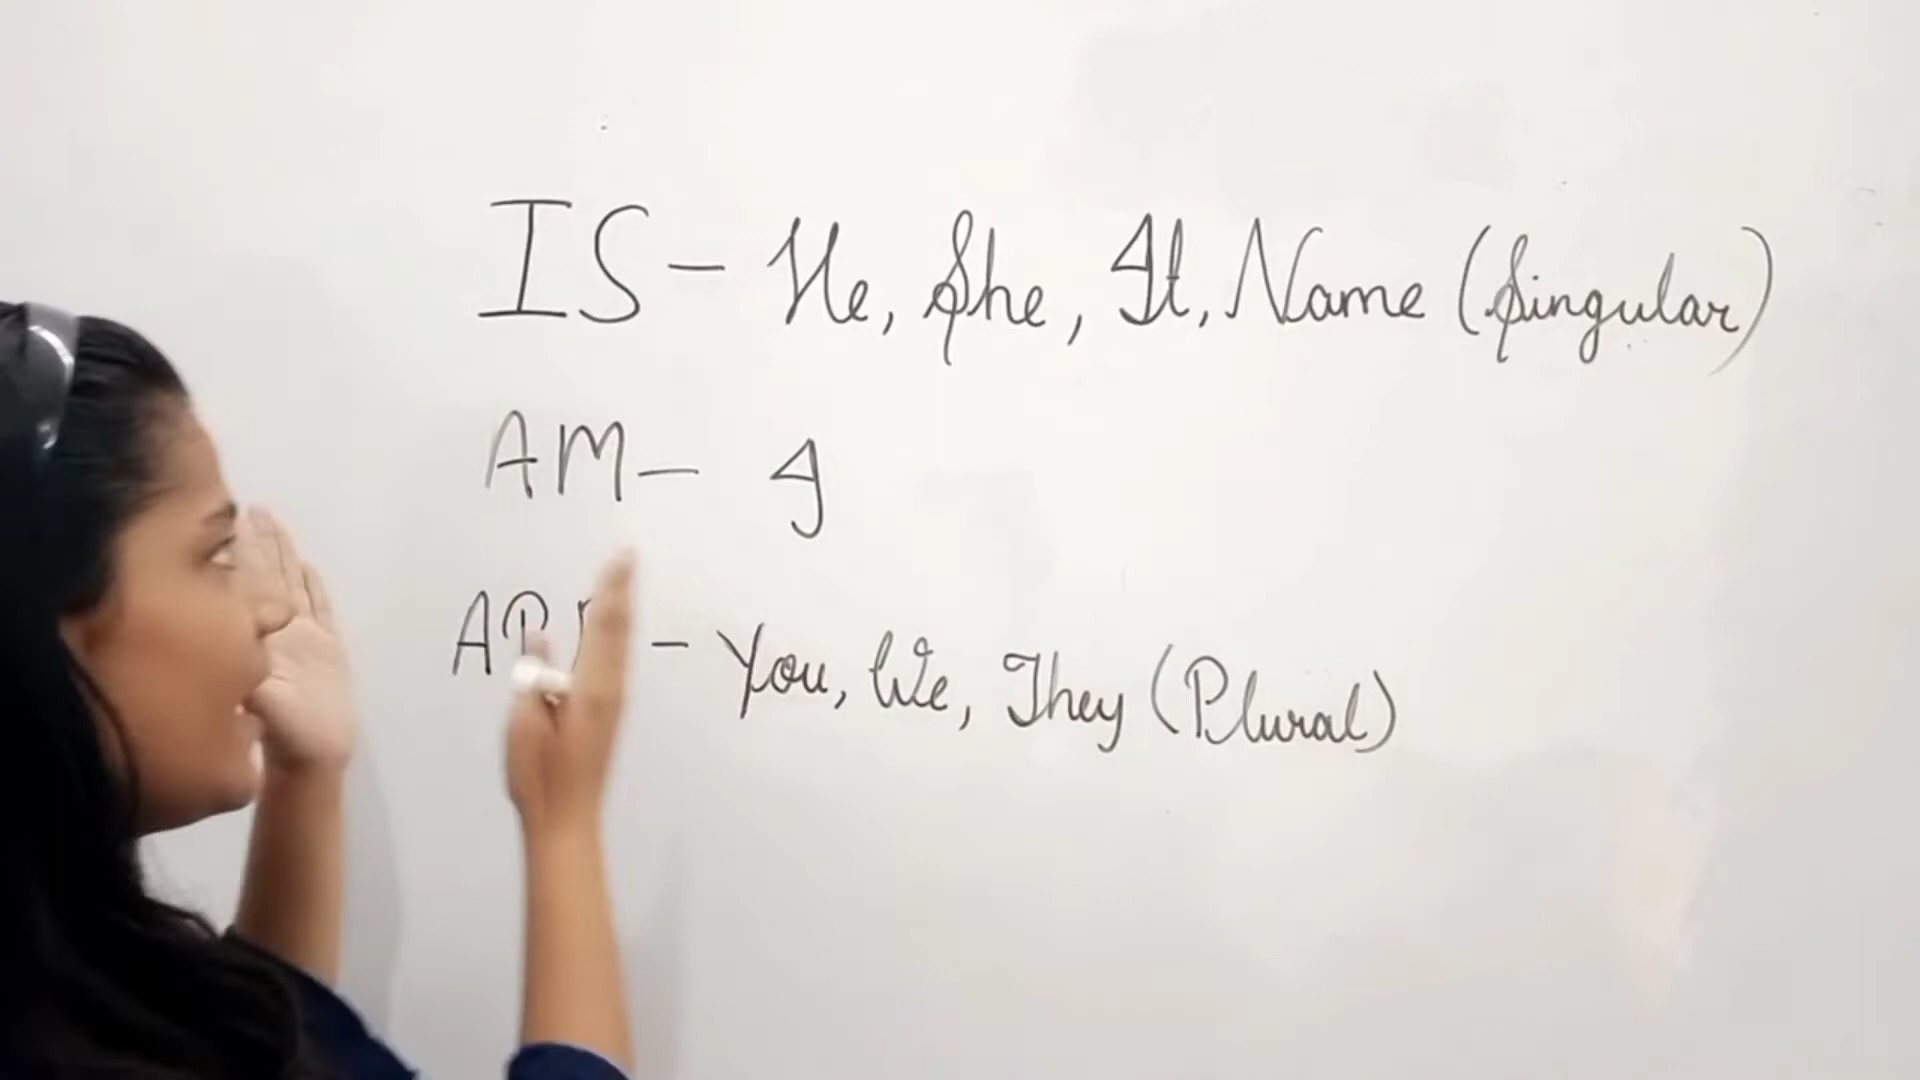 IS - He, She, It, Name (Singular)
AM - I
ARE - You, We, They (Plural)